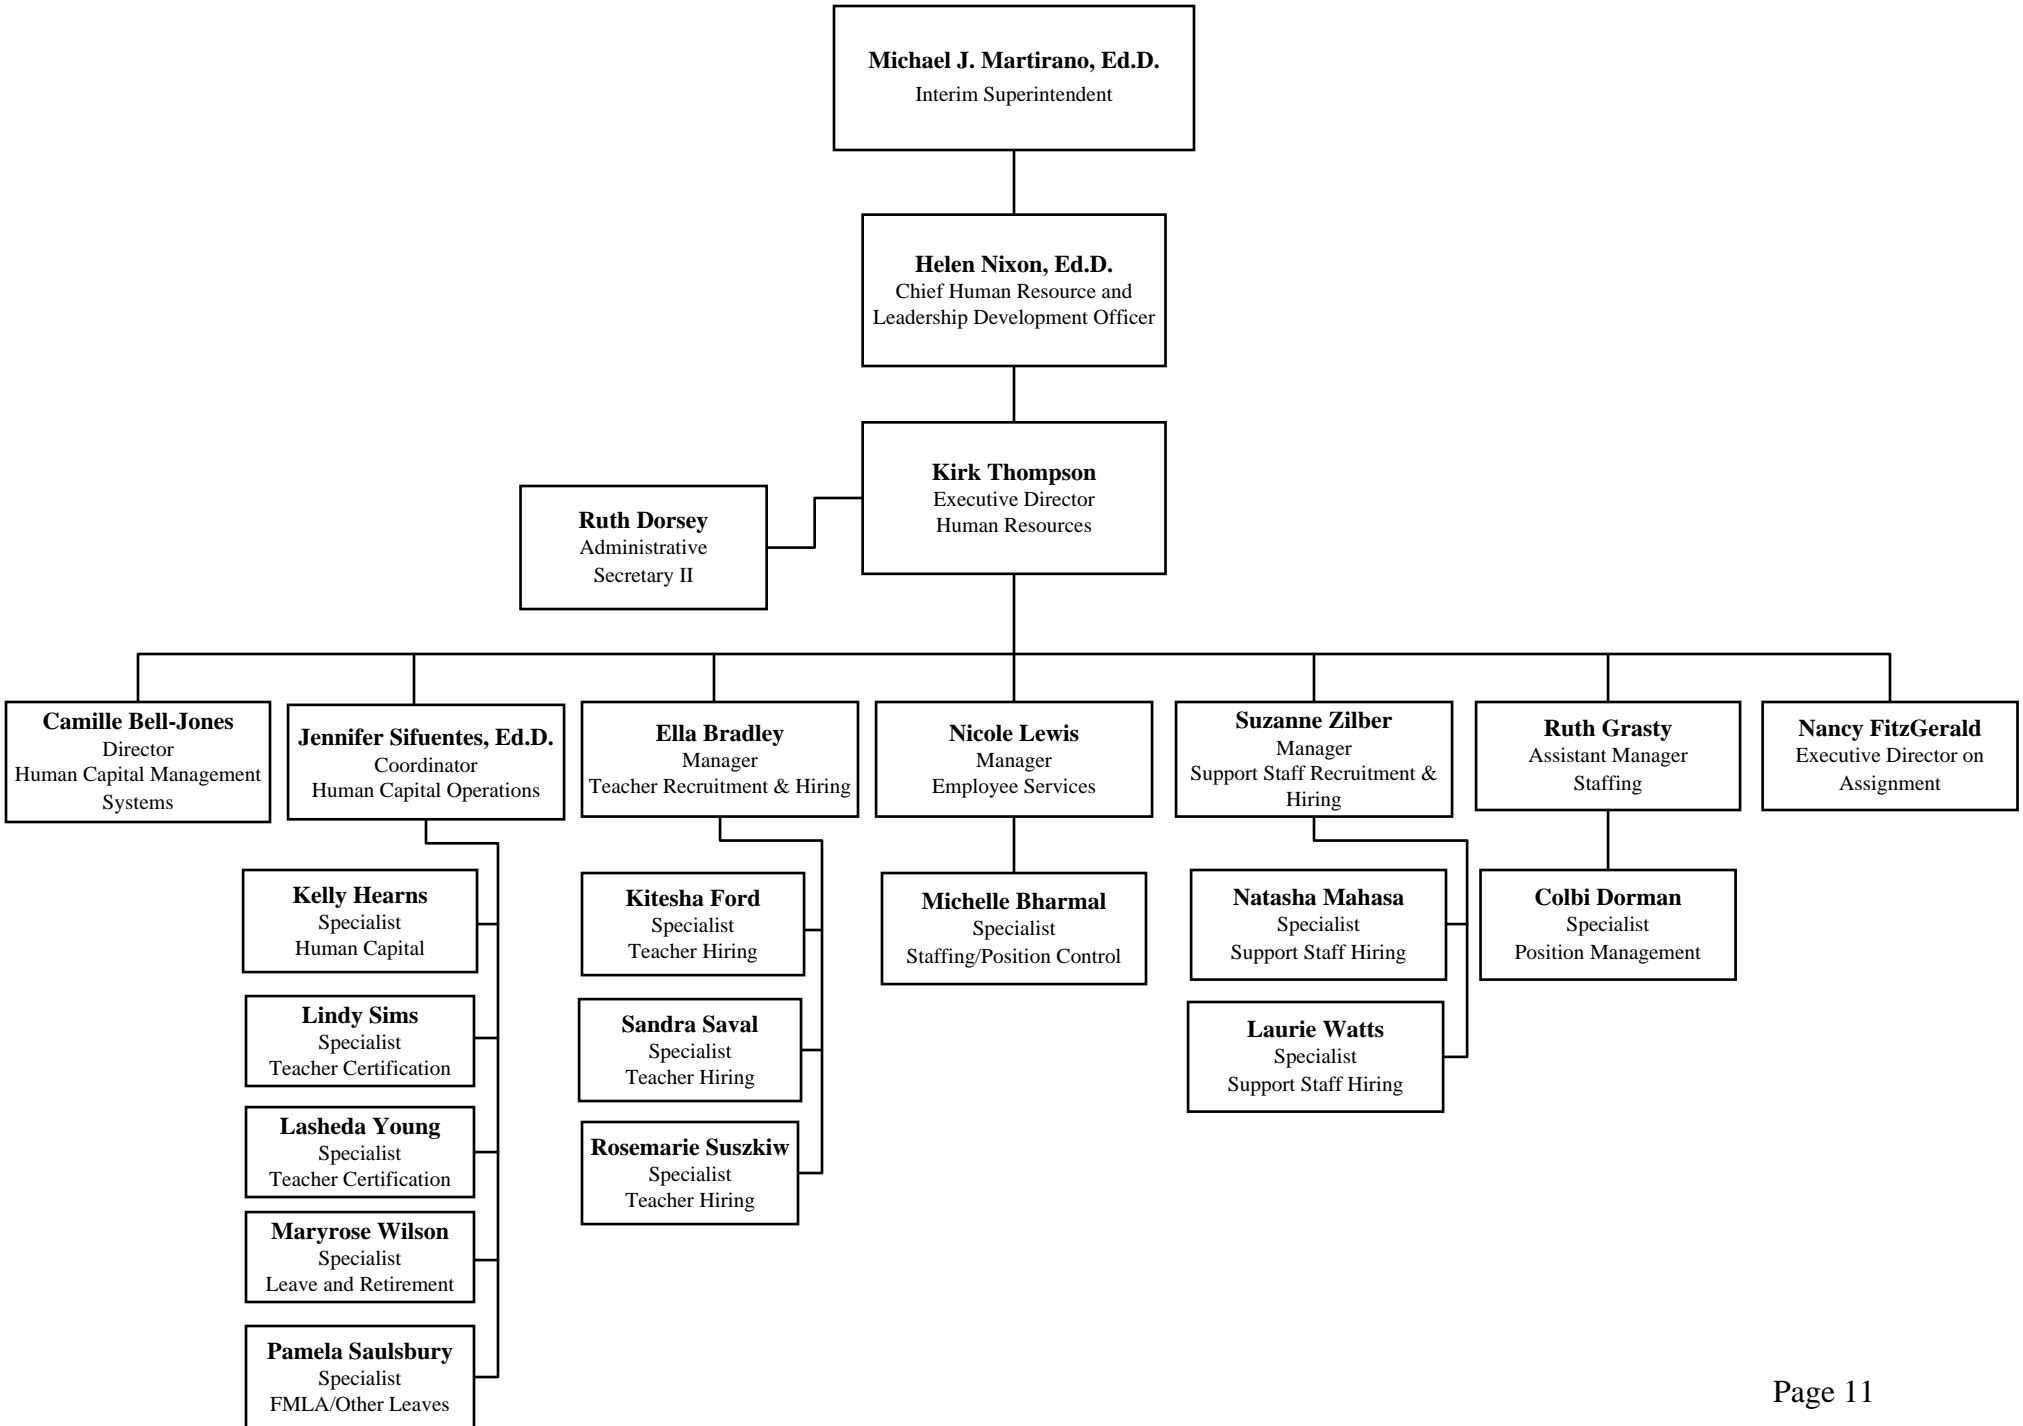 Michael J. Martirano, Ed.D.
Interim Superintendent
Helen Nixon, Ed.D.
Chief Human Resource and
Leadership Development Officer
Kirk Thompson
Executive Director
Human Resources
Ruth Dorsey
Administrative
Secretary II
Camille Bell-Jones
Director
Human Capital Management
Systems
Jennifer Sifuentes, Ed.D.
Coordinator
Human Capital Operations
Ella Bradley
Manager
Teacher Recruitment & Hiring
Nicole Lewis
Manager
Employee Services
Suzanne Zilber
Manager
Support Staff Recruitment &
Hiring
Ruth Grasty
Assistant Manager
Staffing
Nancy FitzGerald
Executive Director on
Assignment
Kelly Hearns
Specialist
Human Capital
Lindy Sims
Specialist
Teacher Certification
Lasheda Young
Specialist
Teacher Certification
Maryrose Wilson
Specialist
Leave and Retirement
Pamela Saulsbury
Specialist
FMLA/Other Leaves
Kitesha Ford
Specialist
Teacher Hiring
Sandra Saval
Specialist
Teacher Hiring
Rosemarie Suszkiw
Specialist
Teacher Hiring
Michelle Bharmal
Specialist
Staffing/Position Control
Natasha Mahasa
Specialist
Support Staff Hiring
Laurie Watts
Specialist
Support Staff Hiring
Colbi Dorman
Specialist
Position Management
Page 11